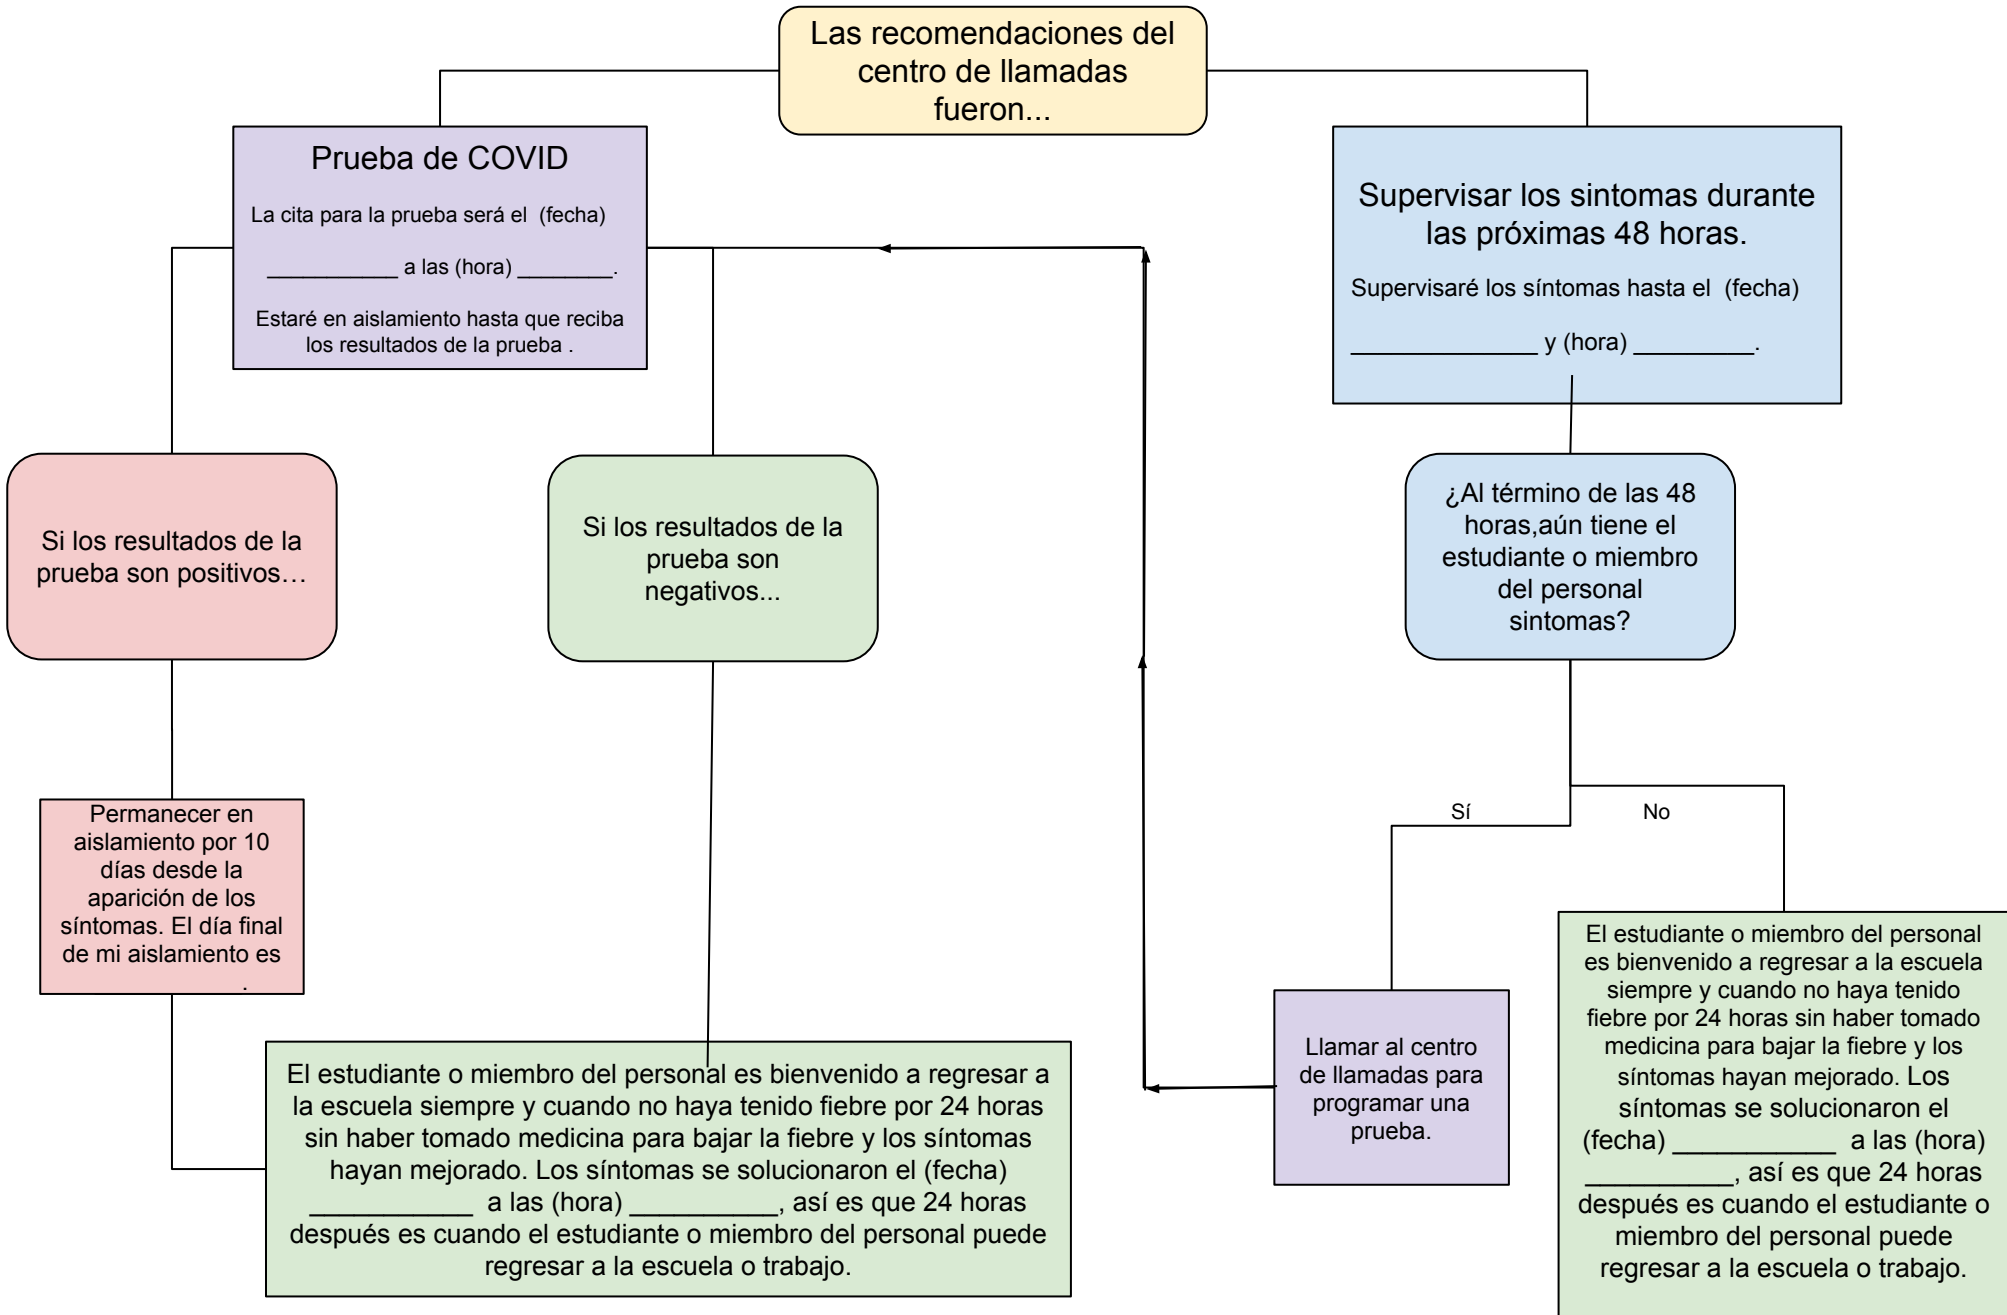 Las recomendaciones del
centro de llamadas
fueron...
Prueba de COVID
La cita para la prueba será el (fecha)
___________ a las (hora) ________.
Estaré en aislamiento hasta que reciba
los resultados de la prueba .
Supervisar los sintomas durante
las próximas 48 horas.
Supervisaré los síntomas hasta el (fecha)
______________ y (hora) _________.
Si los resultados de la
prueba son positivos…
Si los resultados de la
prueba son
negativos...
¿Al término de las 48
horas,aún tiene el
estudiante o miembro
del personal
sintomas?
Sí
No
Permanecer en
aislamiento por 10
días desde la
aparición de los
síntomas. El día final
de mi aislamiento es
.
El estudiante o miembro del personal es bienvenido a regresar a
la escuela siempre y cuando no haya tenido fiebre por 24 horas
sin haber tomado medicina para bajar la fiebre y los síntomas
hayan mejorado. Los síntomas se solucionaron el (fecha)
___________ a las (hora) __________, así es que 24 horas
después es cuando el estudiante o miembro del personal puede
regresar a la escuela o trabajo.
Llamar al centro
de llamadas para
programar una
prueba.
El estudiante o miembro del personal
es bienvenido a regresar a la escuela
siempre y cuando no haya tenido
fiebre por 24 horas sin haber tomado
medicina para bajar la fiebre y los
síntomas hayan mejorado. Los
síntomas se solucionaron el
(fecha) ___________ a las (hora)
__________, así es que 24 horas
después es cuando el estudiante o
miembro del personal puede
regresar a la escuela o trabajo.